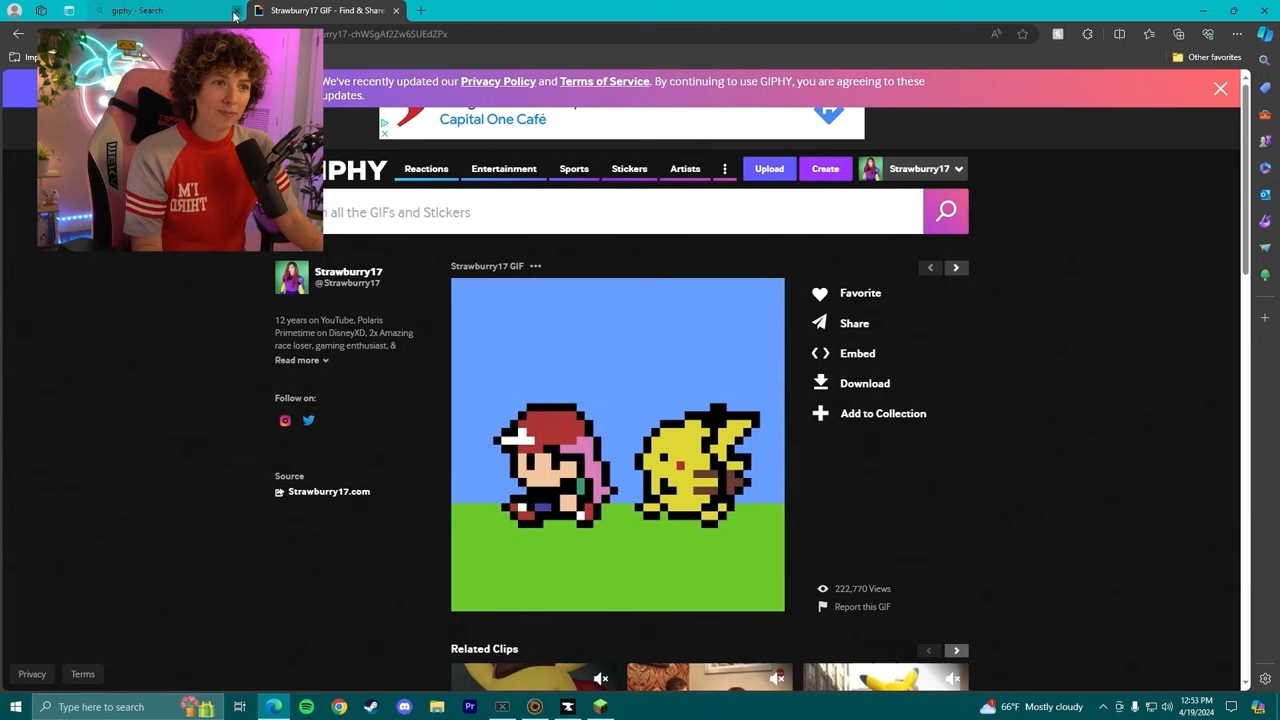 giphy - Search
Strawburry17 GIF - Find & Share
urry17-chWSgAf2Zw6SUEdZPx
Imp
Other favorites
We've recently updated our Privacy Policy and Terms of Service. By continuing to use GIPHY, you are agreeing to these
updates.
Capital One Café
IPHY
Reactions
Entertainment
Sports
Stickers
Artists
Upload
Create
Strawburry17
all the GIFs and Stickers
I'M
THIRD
Strawburry17
@Strawburry17
12 years on YouTube, Polaris
Primetime on DisneyXD, 2x Amazing
race loser, gaming enthusiast, &
Read more
Follow on:
Source
Strawburry17.com
Strawburry17 GIF
Favorite
Share
Embed
Download
Add to Collection
222,770 Views
Report this GIF
Related Clips
Privacy
Terms
Type here to search
66°F Mostly cloudy
12:53 PM
4/19/2024